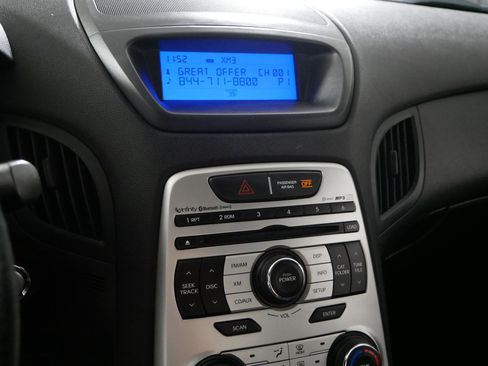 11:52 XM3
GREAT OFFER CH001
844-711-8800 P1
PASSENGER AIR BAG OFF
infinity Bluetooth MP3
1 RPT 2 RDM 3 4 5 6
LOAD
FM/AM DISP
SEEK TRACK DISC XM PUSH POWER INFO CAT FOLDER TUNE FILE
CD/AUX SETUP
VOL
SCAN ENTER